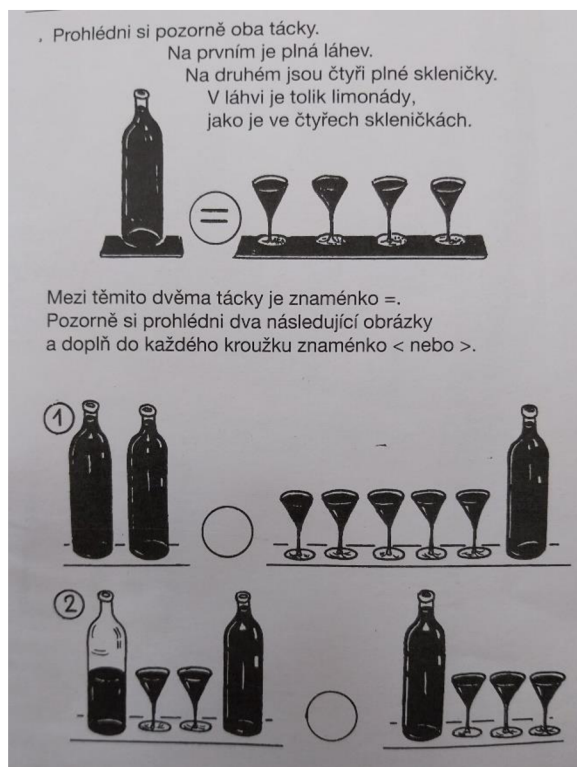 Prohlédni si pozorně oba tácky.
Na prvním je plná láhev.
Na druhém jsou čtyři plné skleničky.
V láhvi je tolik limonády,
jako je ve čtyřech skleničkách.
=
Mezi těmito dvěma tácky je znaménko =.
Pozorně si prohlédni dva následující obrázky
a doplň do každého kroužku znaménko < nebo >.
1
2